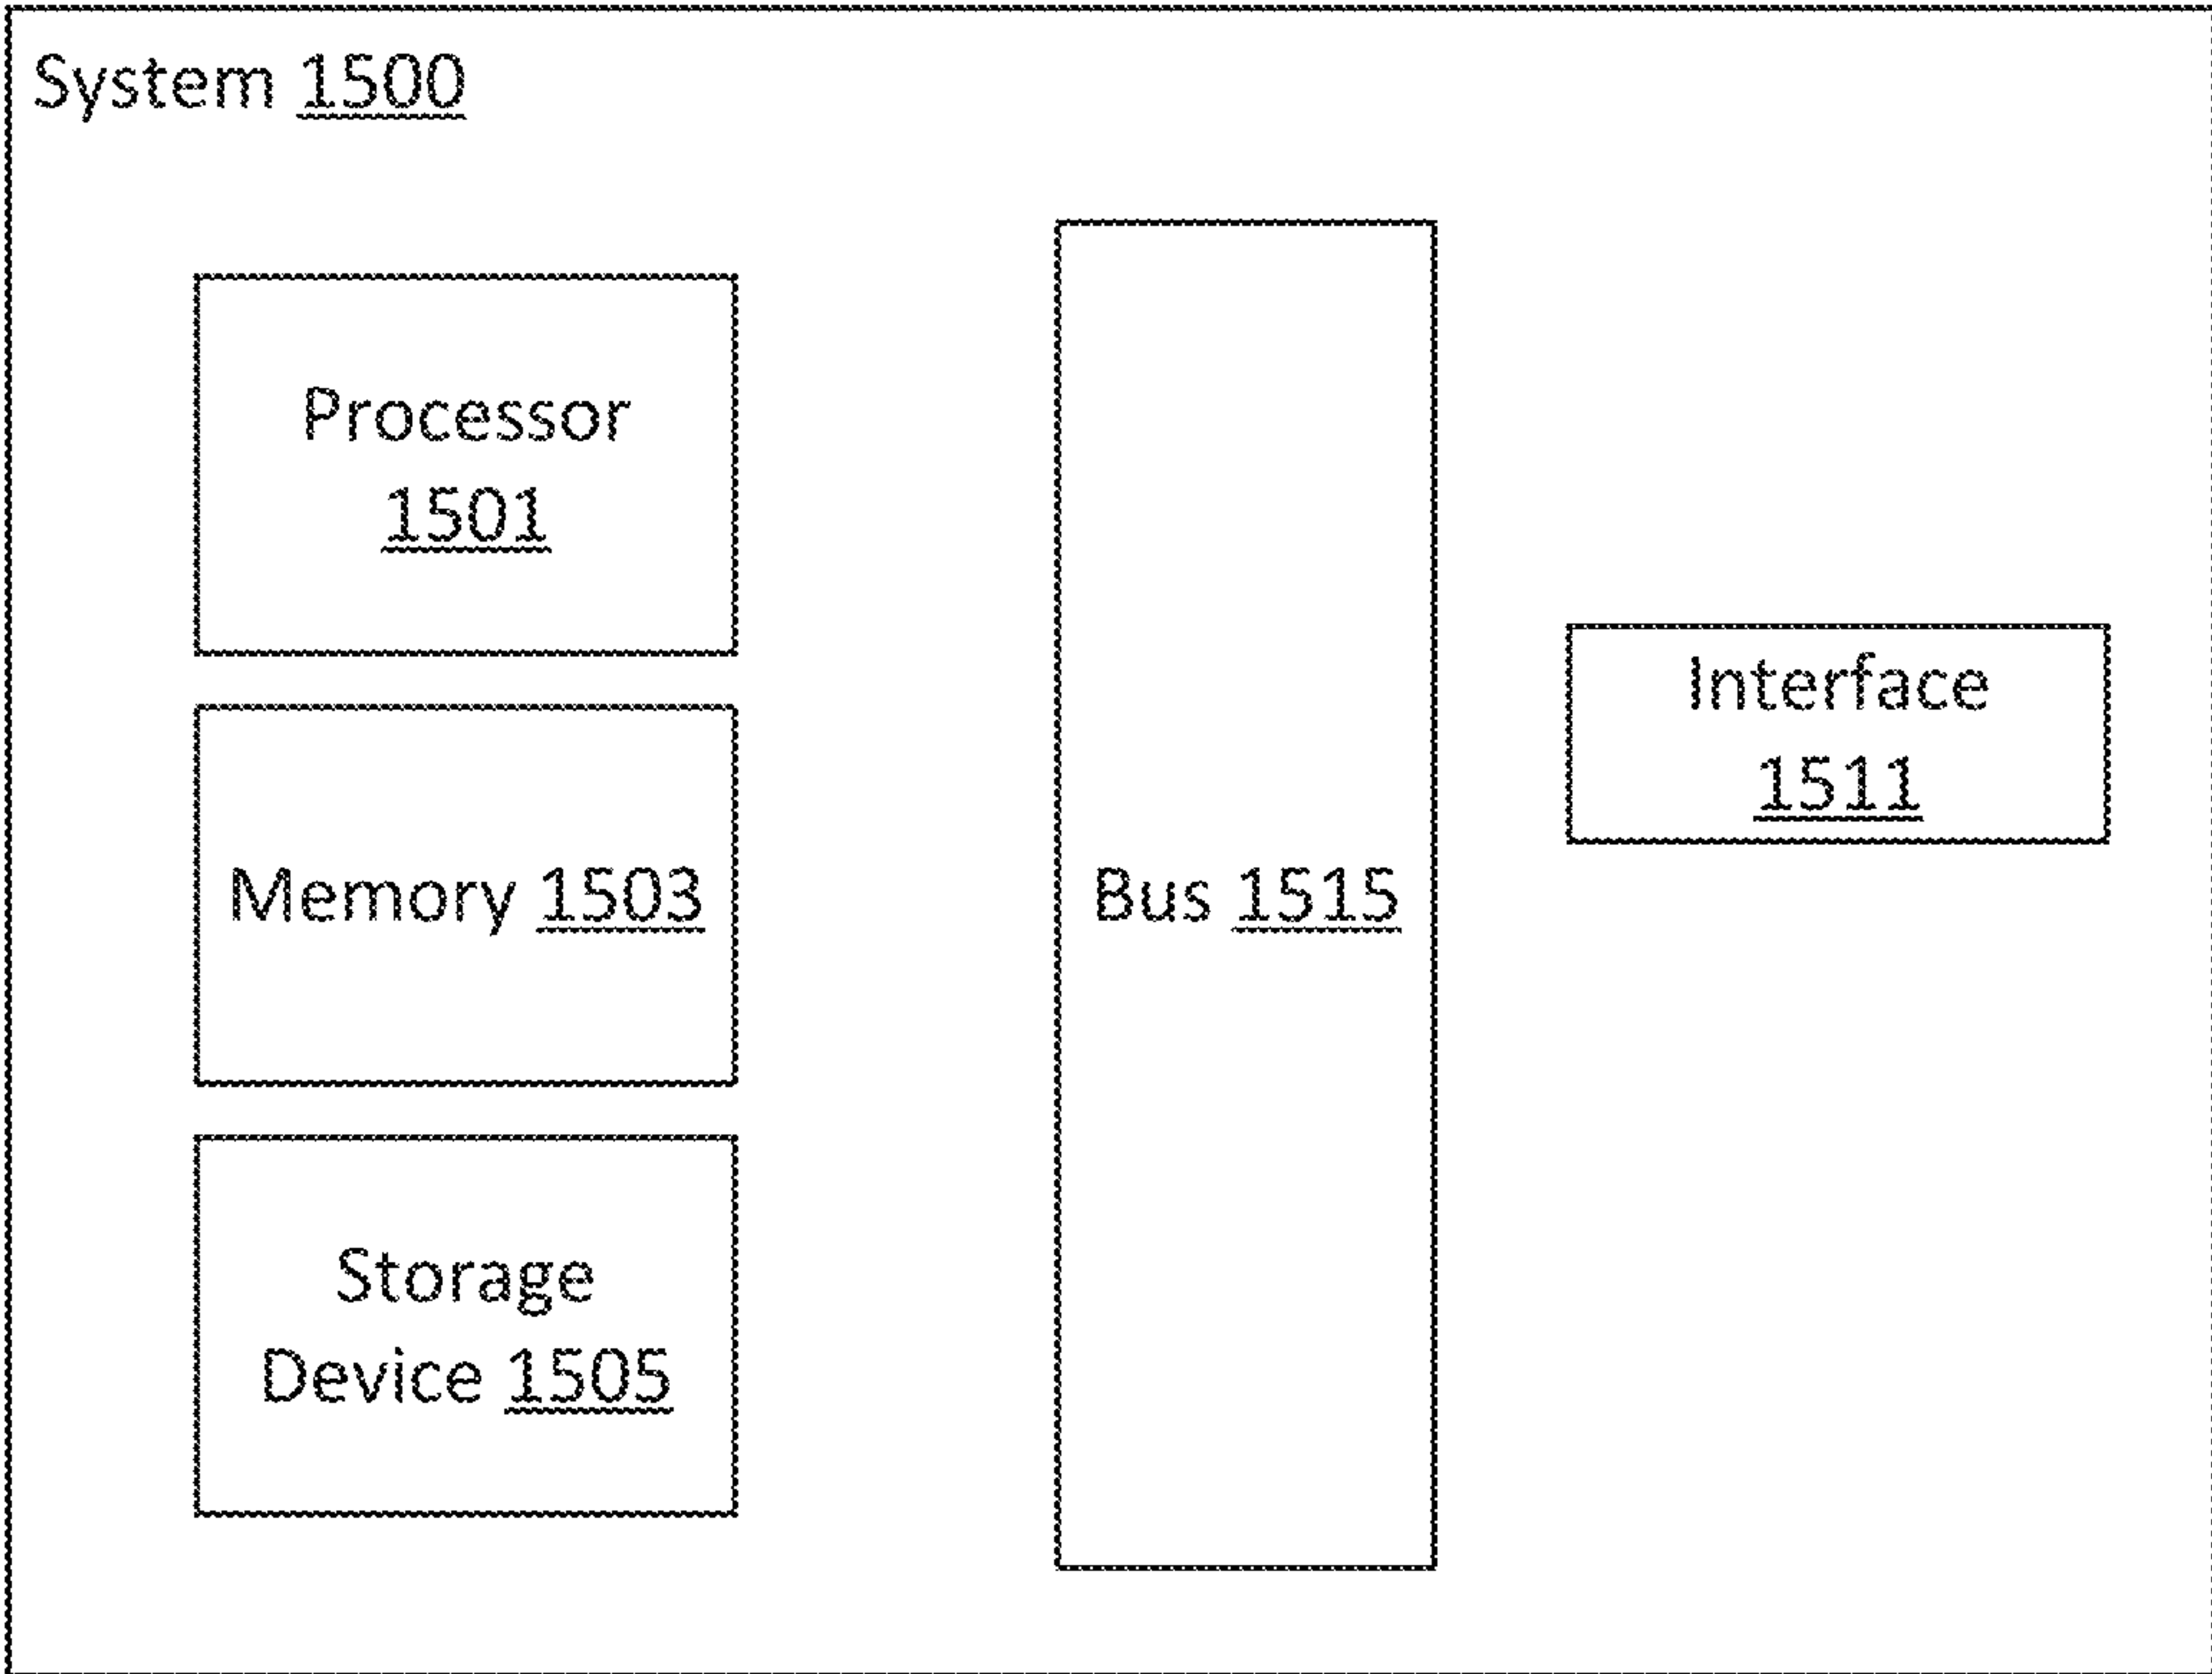 System 1500
Processor
1501
Memory 1503
Storage
Device 1505
Bus 1515
Interface
1511